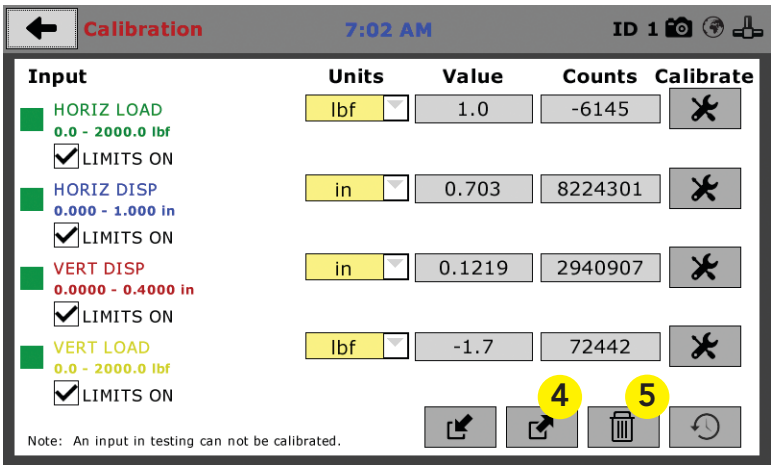 Calibration 7:02 AM ID 1
Input Units Value Counts Calibrate
HORIZ LOAD lbf 1.0 -6145
0.0 - 2000.0 lbf
LIMITS ON
HORIZ DISP in 0.703 8224301
0.000 - 1.000 in
LIMITS ON
VERT DISP in 0.1219 2940907
0.0000 - 0.4000 in
LIMITS ON
VERT LOAD lbf -1.7 72442
0.0 - 2000.0 lbf
LIMITS ON
4 5
Note: An input in testing can not be calibrated.